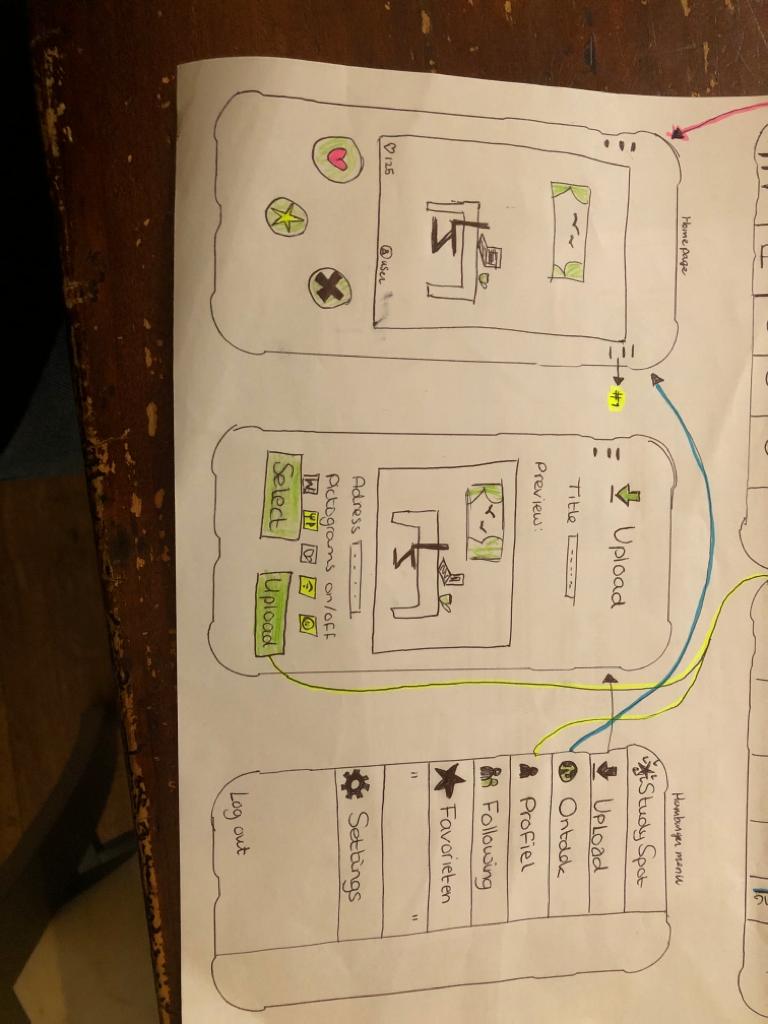 Home page
125
user
#1
Upload
Title
Preview:
Adress
Pictograms on/off
Select
Upload
Hamburger menu
Study Spot
Upload
Ontdek
Profiel
Following
Favorieten
" "
Settings
Log out